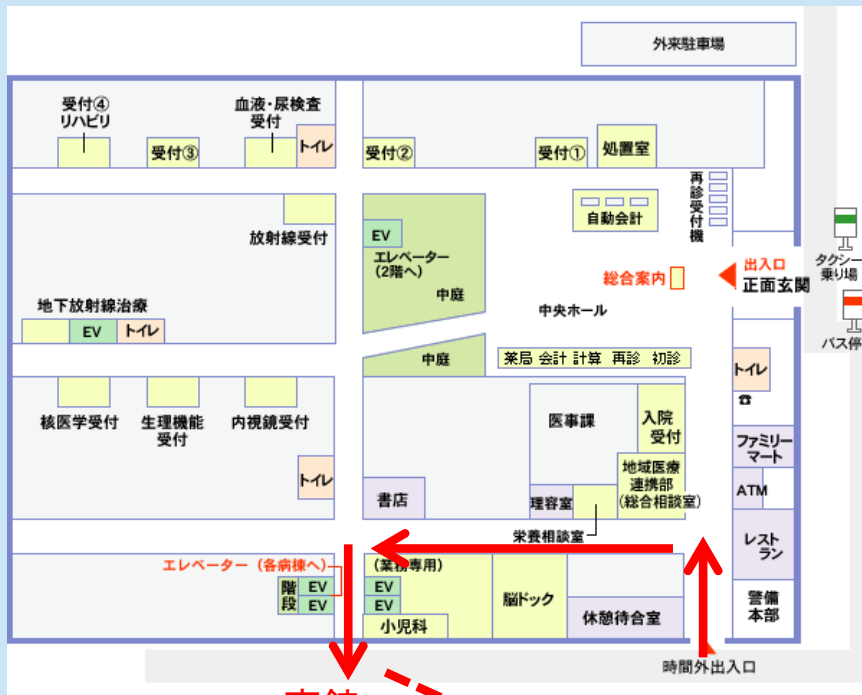 外来駐車場
受付④
リハビリ
受付③
血液・尿検査
受付
トイレ
受付②
受付①
処置室
再診受付機
自動会計
放射線受付
EV
エレベーター
(2階へ)
中庭
総合案内
出入口
正面玄関
タクシー
乗り場
バス停
中央ホール
地下放射線治療
EV
トイレ
中庭
薬局 会計 計算 再診 初診
トイレ
核医学受付
生理機能
受付
内視鏡受付
トイレ
書店
医事課
入院
受付
地域医療
連携部
(総合相談室)
理容室
栄養相談室
ファミリー
マート
ATM
レスト
ラン
警備
本部
エレベーター (各病棟へ)
階段
EV
EV
(業務専用)
EV
EV
小児科
脳ドック
休憩待合室
時間外出入口